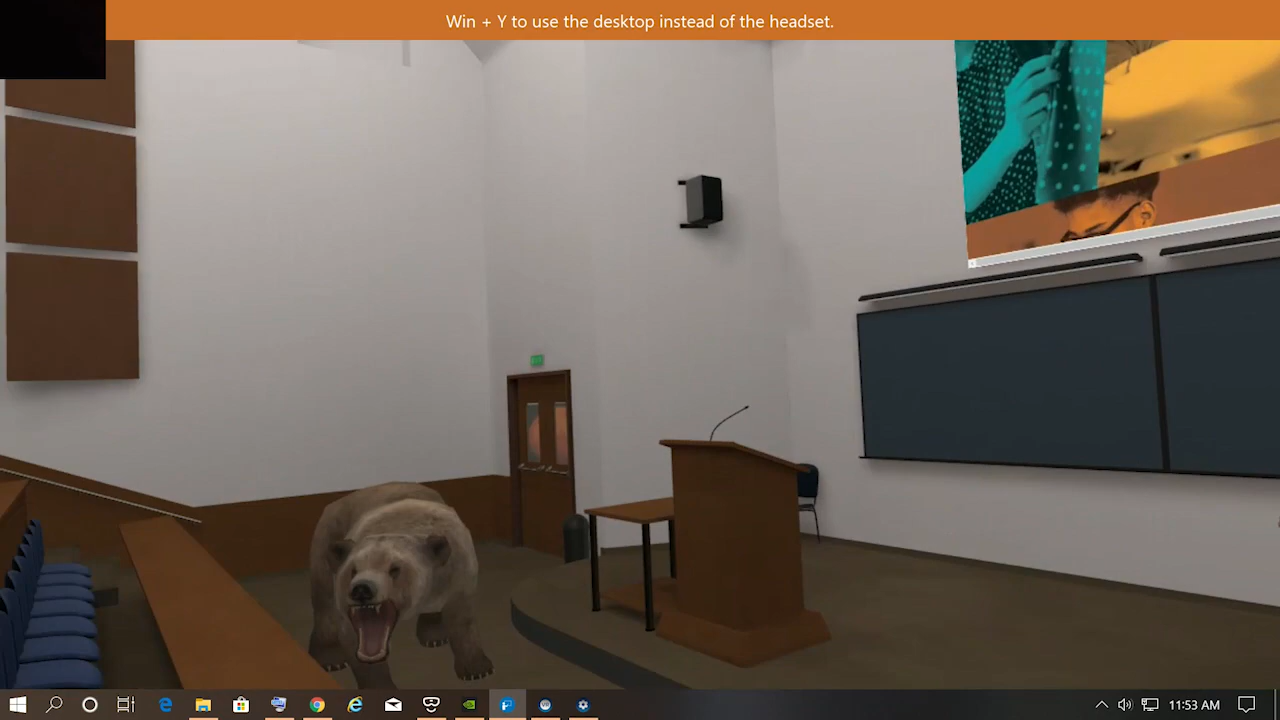 Win + Y to use the desktop instead of the headset.
11:53 AM